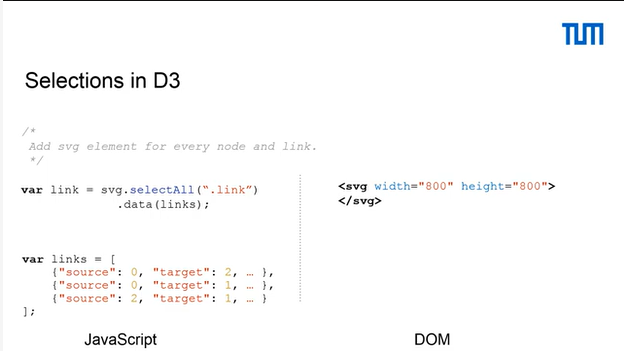 TUM
Selections in D3
/*
Add svg element for every node and link.
*/
var link = svg.selectAll(“.link”)
.data(links);
<svg width="800" height="800">
</svg>
var links = [
{"source": 0, "target": 2, … },
{"source": 0, "target": 1, … },
{"source": 2, "target": 1, … }
];
JavaScript
DOM